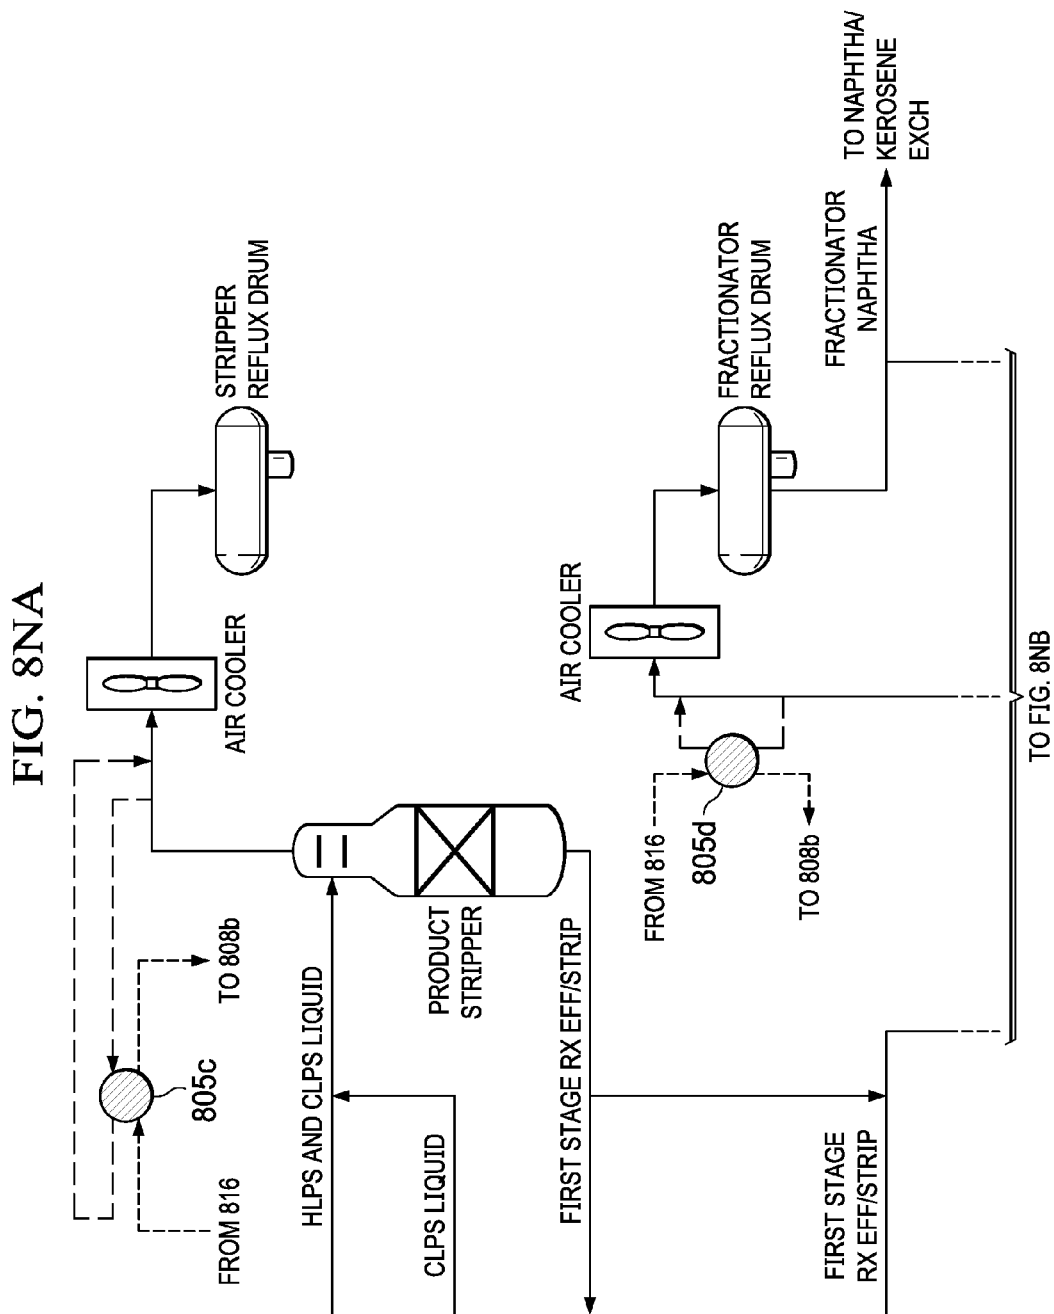 FIG. 8NA
FROM 816
805c
TO 808b
AIR COOLER
STRIPPER
REFLUX DRUM
HLPS AND CLPS LIQUID
CLPS LIQUID
PRODUCT
STRIPPER
FIRST STAGE RX EFF/STRIP
FROM 816
805d
TO 808b
AIR COOLER
FRACTIONATOR
REFLUX DRUM
FIRST STAGE
RX EFF/STRIP
FRACTIONATOR
NAPHTHA
TO NAPHTHA/
KEROSENE
EXCH
TO FIG. 8NB